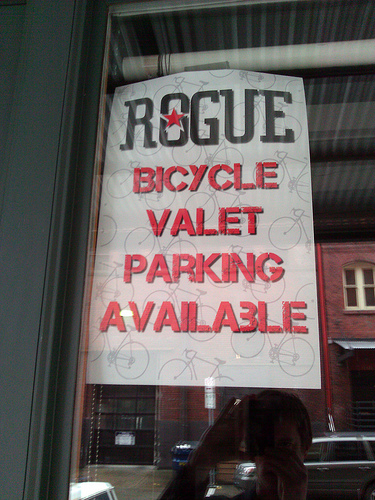 ROGUE
BICYCLE
VALET
PARKING
AVAILABLE